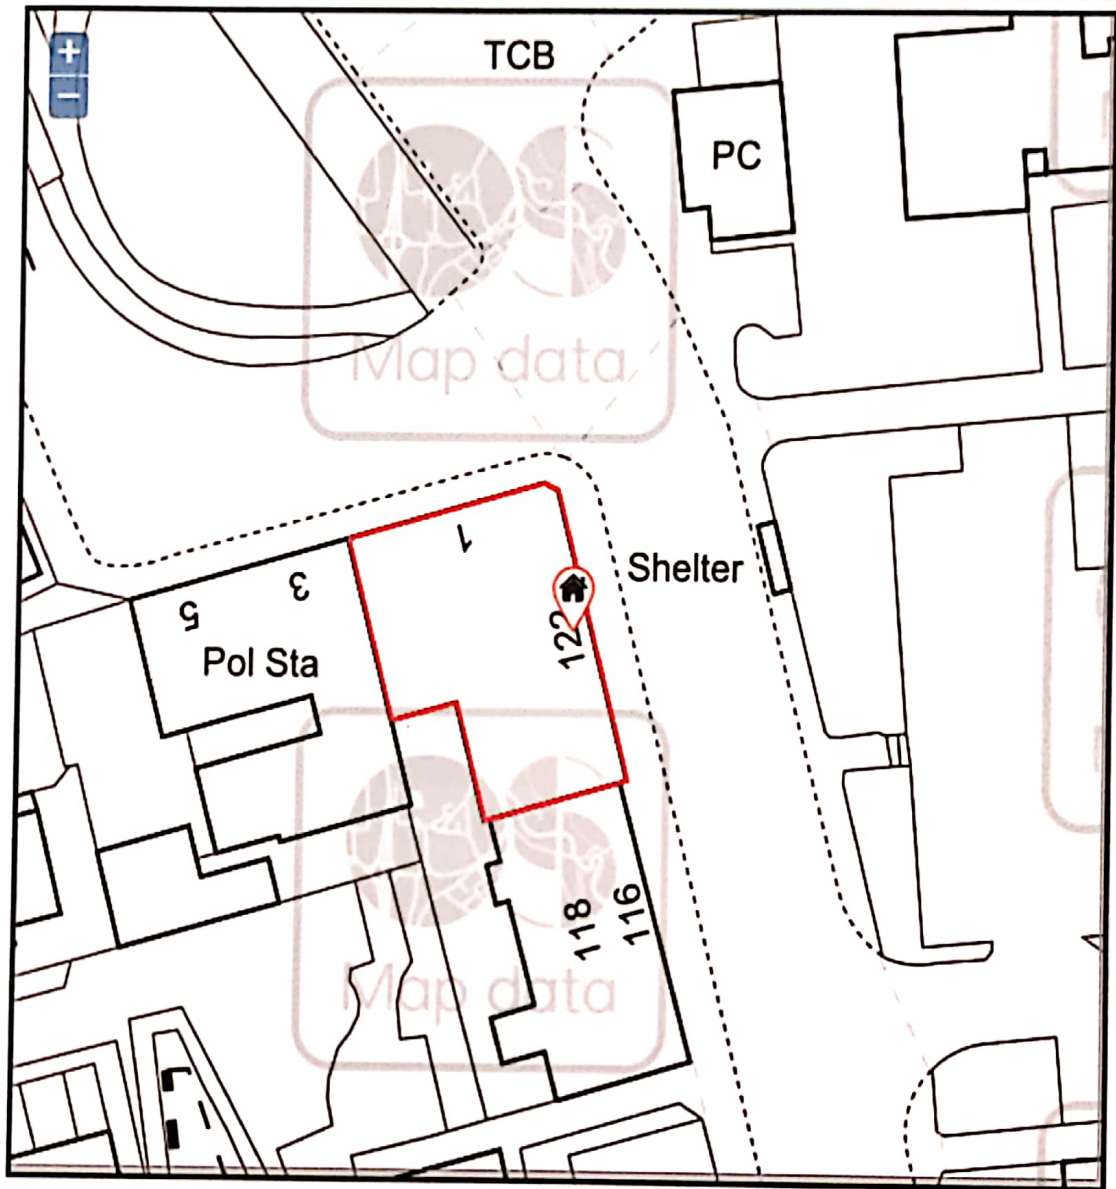 +
−
TCB
PC
Map data
1
Shelter
3
5
122
Pol Sta
118
116
Map data